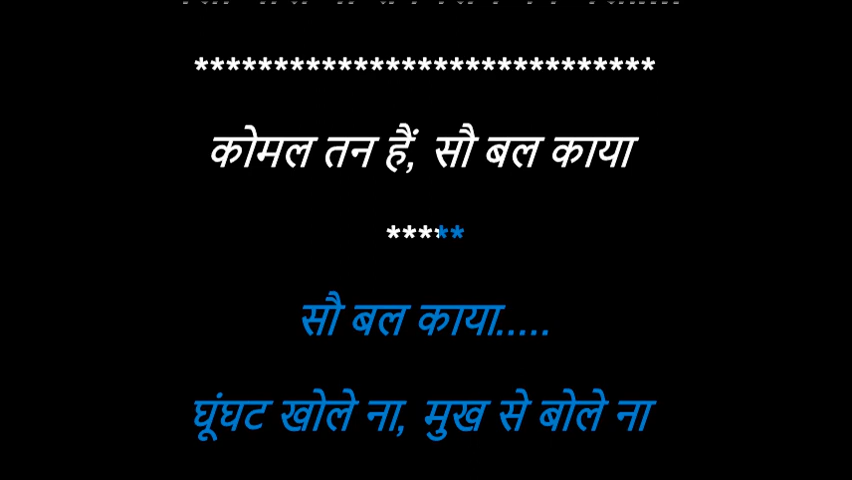 *****************************
कोमल तन हैं, सौ बल काया
*****
सौ बल काया.....
घूंघट खोले ना, मुख से बोले ना